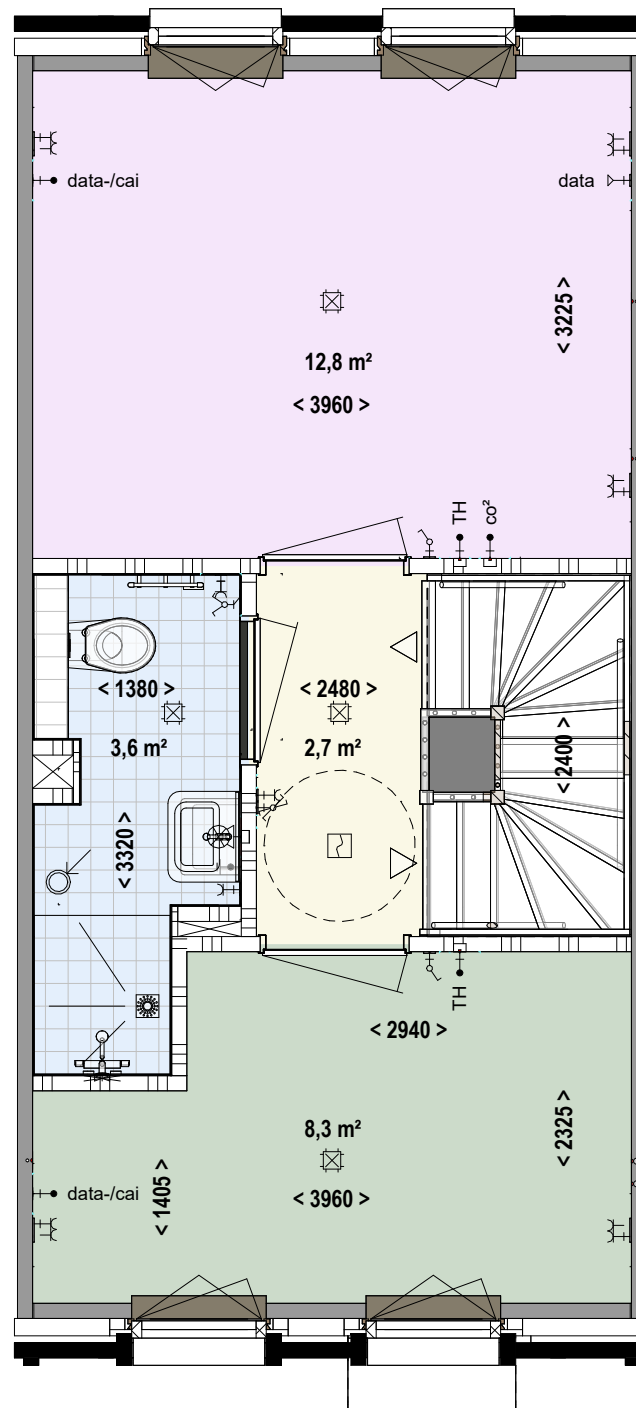 data-/cai
data
< 3225 >
12,8 m²
< 3960 >
TH
co²
< 1380 >
< 2480 >
3,6 m²
2,7 m²
< 2400 >
< 3320 >
TH
< 2940 >
8,3 m²
< 2325 >
data-/cai
< 1405 >
< 3960 >